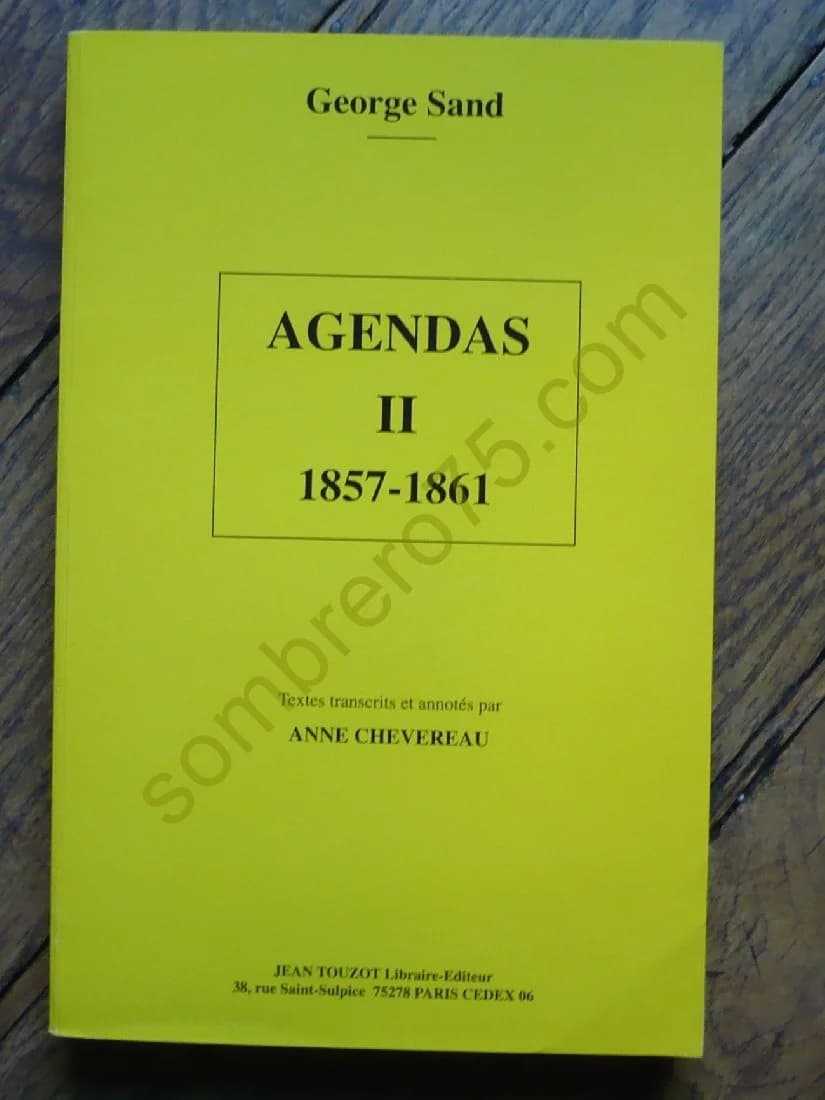 George Sand
AGENDAS
II
1857-1861
Textes transcrits et annotés par
ANNE CHEVEREAU
JEAN TOUZOT Libraire-Editeur
38, rue Saint-Sulpice 75278 PARIS CEDEX 06
sombrero75.com